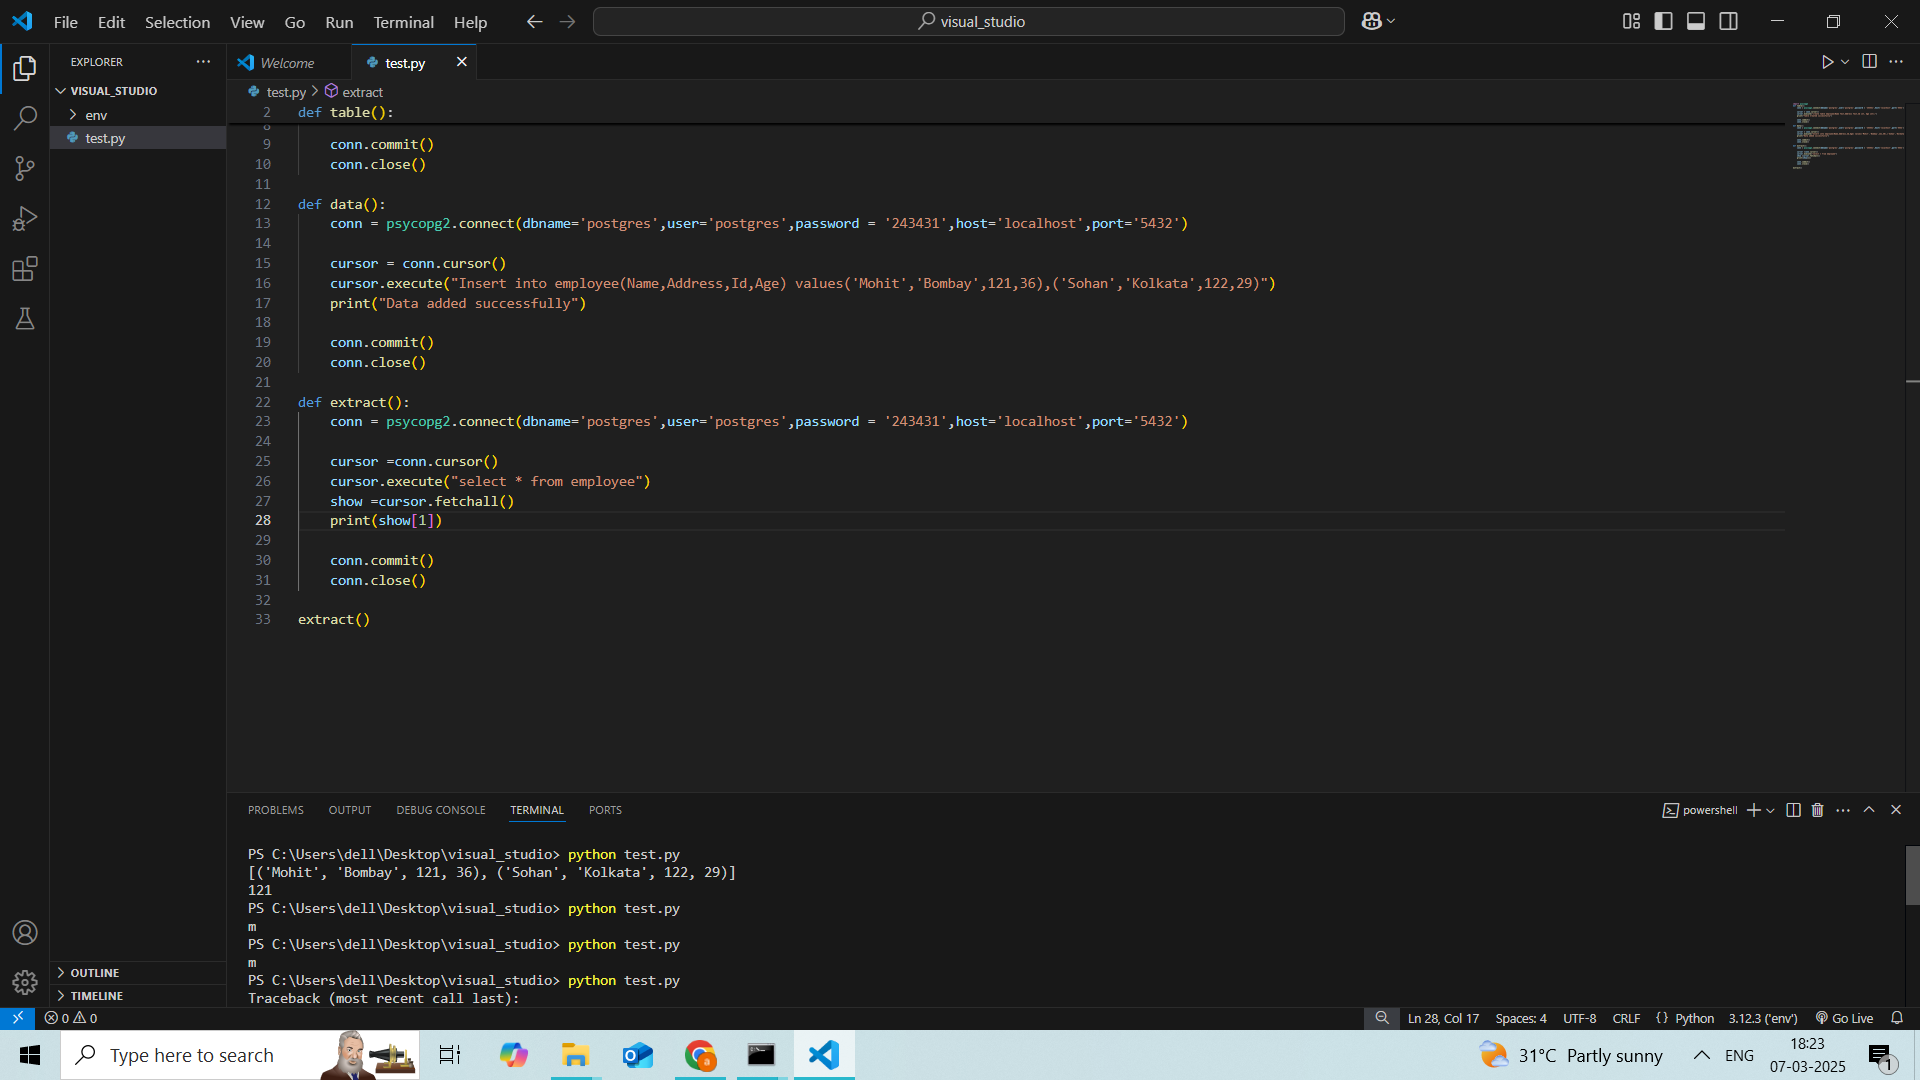 File Edit Selection View Go Run Terminal Help
visual_studio
EXPLORER
Welcome
test.py
VISUAL_STUDIO
env
test.py
test.py > extract
2 def table():
8
9 conn.commit()
10 conn.close()
11
12 def data():
13 conn = psycopg2.connect(dbname='postgres',user='postgres',password = '243431',host='localhost',port='5432')
14
15 cursor = conn.cursor()
16 cursor.execute("Insert into employee(Name,Address,Id,Age) values('Mohit','Bombay',121,36),('Sohan','Kolkata',122,29)")
17 print("Data added successfully")
18
19 conn.commit()
20 conn.close()
21
22 def extract():
23 conn = psycopg2.connect(dbname='postgres',user='postgres',password = '243431',host='localhost',port='5432')
24
25 cursor =conn.cursor()
26 cursor.execute("select * from employee")
27 show =cursor.fetchall()
28 print(show[1])
29
30 conn.commit()
31 conn.close()
32
33 extract()
PROBLEMS OUTPUT DEBUG CONSOLE TERMINAL PORTS
powershell
PS C:\Users\dell\Desktop\visual_studio> python test.py
[('Mohit', 'Bombay', 121, 36), ('Sohan', 'Kolkata', 122, 29)]
121
PS C:\Users\dell\Desktop\visual_studio> python test.py
m
PS C:\Users\dell\Desktop\visual_studio> python test.py
m
PS C:\Users\dell\Desktop\visual_studio> python test.py
Traceback (most recent call last):
OUTLINE
TIMELINE
0 0
Ln 28, Col 17 Spaces: 4 UTF-8 CRLF {} Python 3.12.3 ('env') Go Live
Type here to search
31°C Partly sunny
ENG
18:23
07-03-2025
1